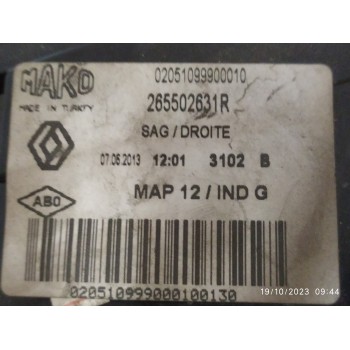 MAKO
MADE IN TURKEY
02051099900010
265502631R
SAG / DROITE
07.06.2013 12:01 3102 B
ABO
MAP 12 / IND G
020510999000100130
19/10/2023 09:44